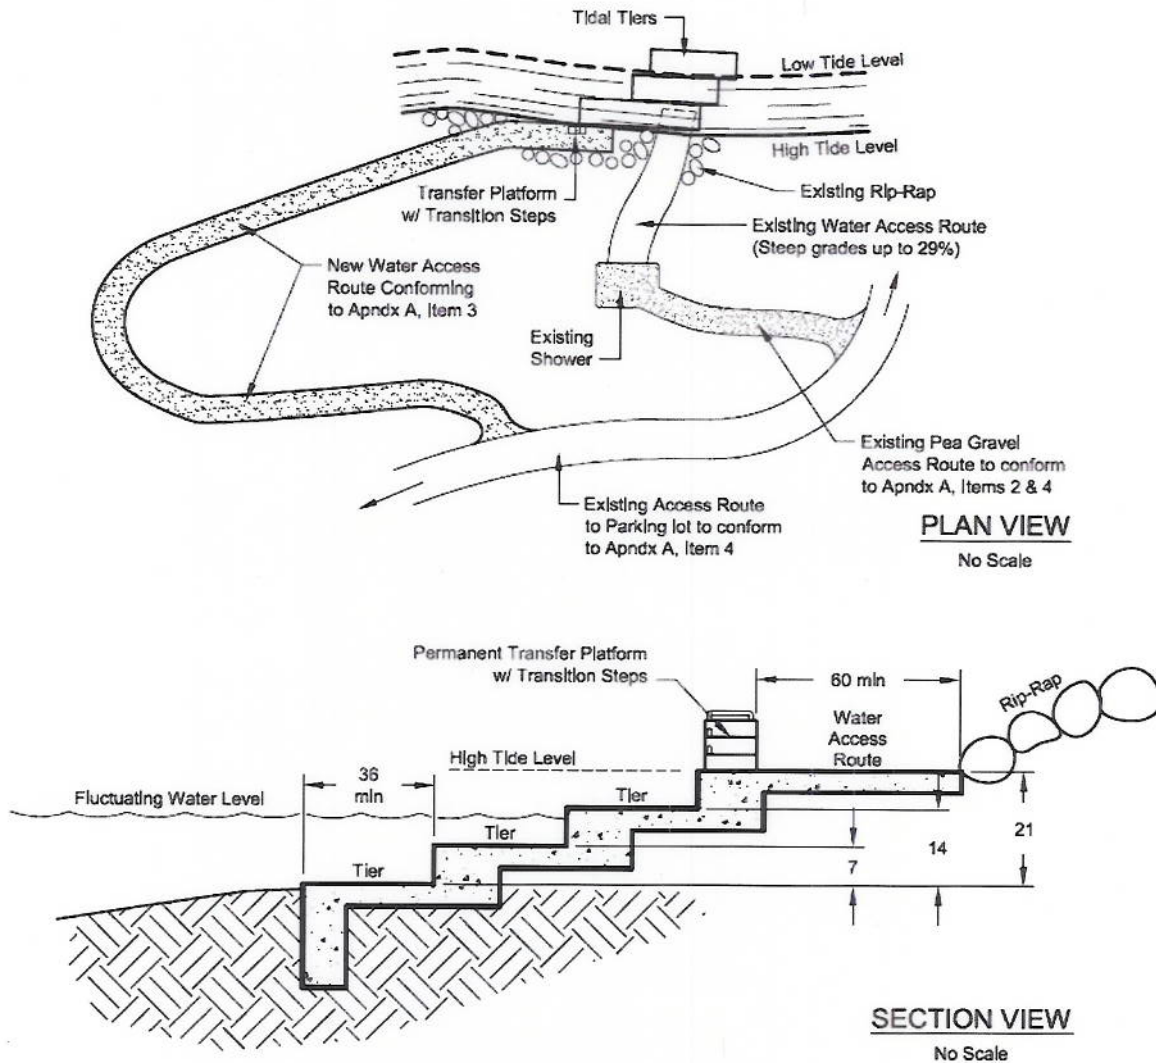 Tidal Tiers
Low Tide Level
High Tide Level
Transfer Platform
w/ Transition Steps
Existing Rip-Rap
Existing Water Access Route
(Steep grades up to 29%)
New Water Access
Route Conforming
to Apndx A, Item 3
Existing
Shower
Existing Pea Gravel
Access Route to conform
to Apndx A, Items 2 & 4
Existing Access Route
to Parking lot to conform
to Apndx A, Item 4
PLAN VIEW
No Scale
Permanent Transfer Platform
w/ Transition Steps
60 min
Rip-Rap
Water
Access
Route
High Tide Level
36
min
Fluctuating Water Level
Tier
Tier
Tier
7
14
21
SECTION VIEW
No Scale